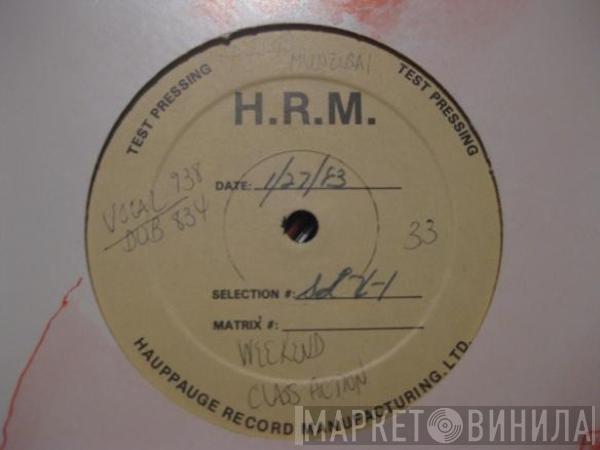 TEST PRESSING
TEST PRESSING
H.R.M.
VOCAL 938
DUB 834
DATE: 1/27/83
33
SELECTION #:
MATRIX #:
WEEKEND
CLASS ACTION
HAUPPAUGE RECORD MANUFACTURING, LTD.
МАРКЕТ ВИНИЛА